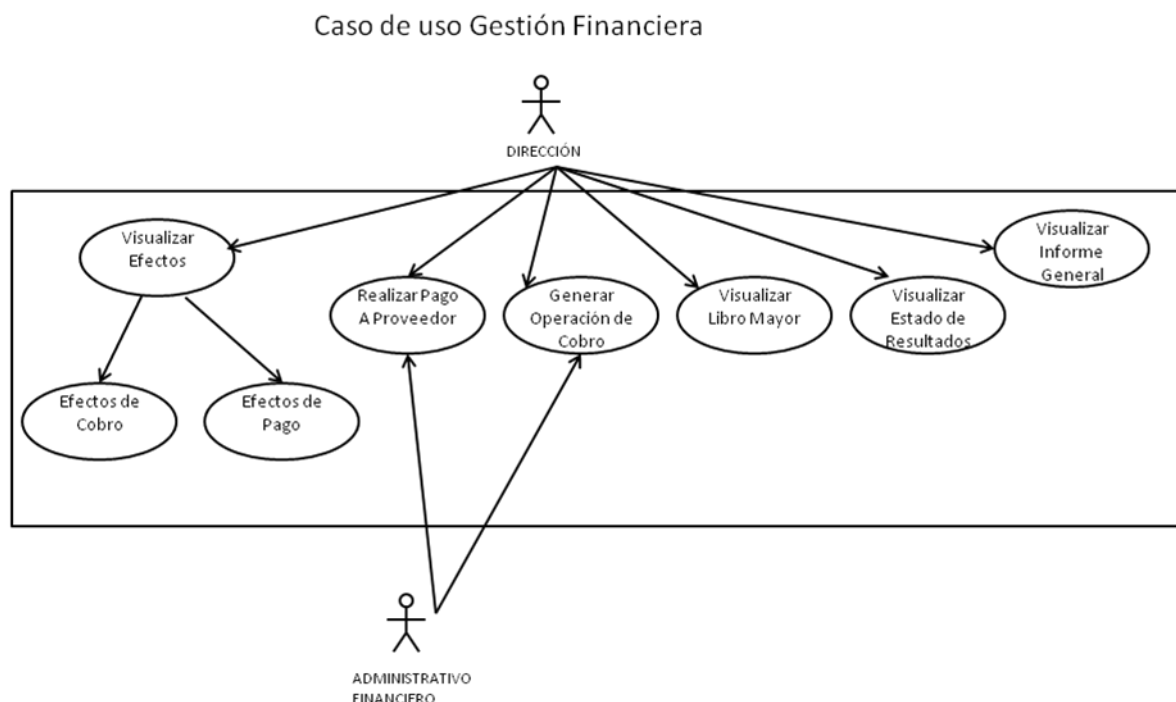 Caso de uso Gestión Financiera
DIRECCIÓN
Visualizar
Efectos
Realizar Pago
A Proveedor
Generar
Operación de
Cobro
Visualizar
Libro Mayor
Visualizar
Estado de
Resultados
Visualizar
Informe
General
Efectos de
Cobro
Efectos de
Pago
ADMINISTRATIVO
FINANCIERO